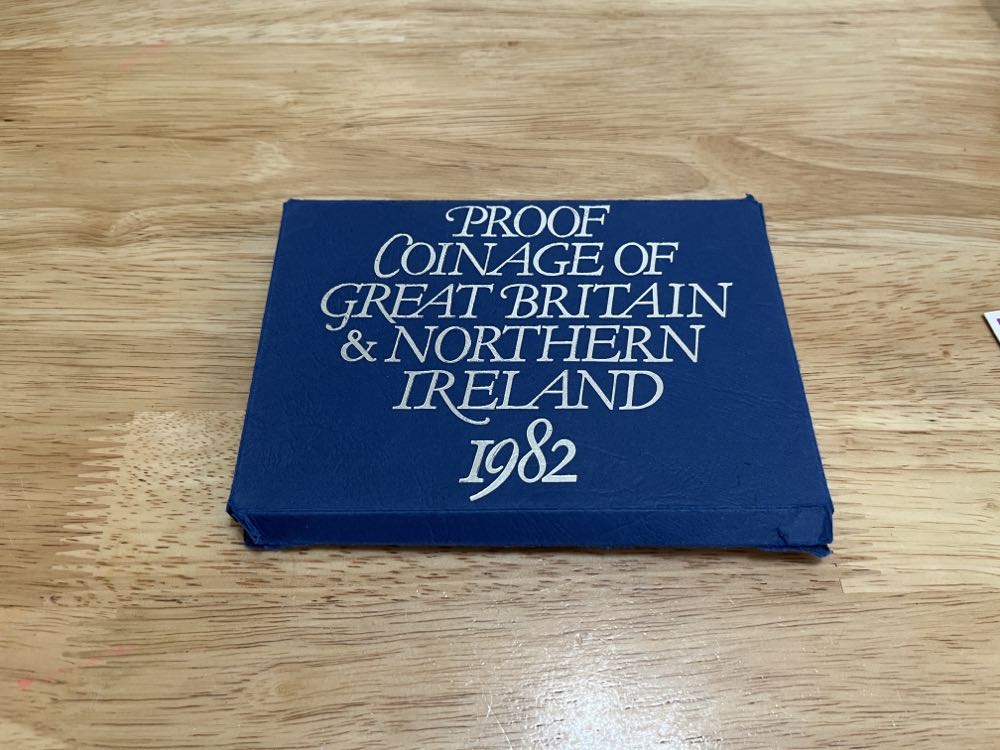 PROOF
COINAGE OF
GREAT BRITAIN
& NORTHERN
IRELAND
1982